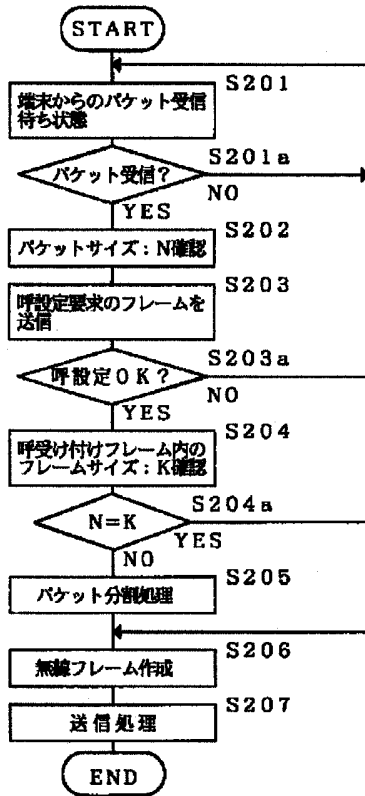 START
S201
端末からのパケット受信
待ち状態
S201a
パケット受信？
NO
YES
S202
パケットサイズ：N確認
S203
呼設定要求のフレームを
送信
S203a
呼設定OK？
NO
YES
S204
呼受け付けフレーム内の
フレームサイズ：K確認
S204a
N=K
YES
NO
S205
パケット分割処理
S206
無線フレーム作成
S207
送信処理
END